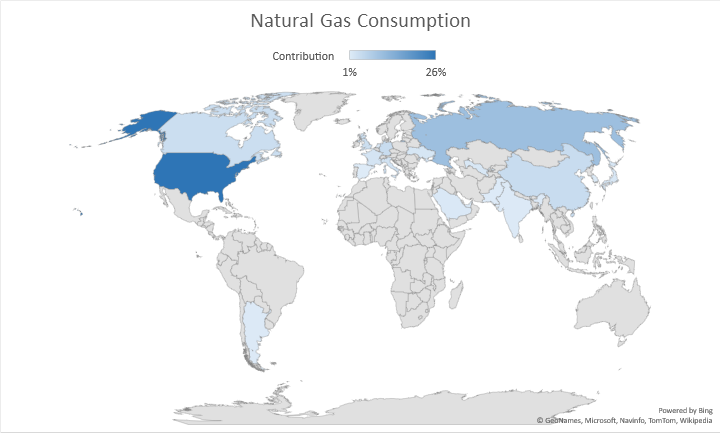 Natural Gas Consumption
Contribution
1% 26%
Powered by Bing
© GeoNames, Microsoft, Navinfo, TomTom, Wikipedia